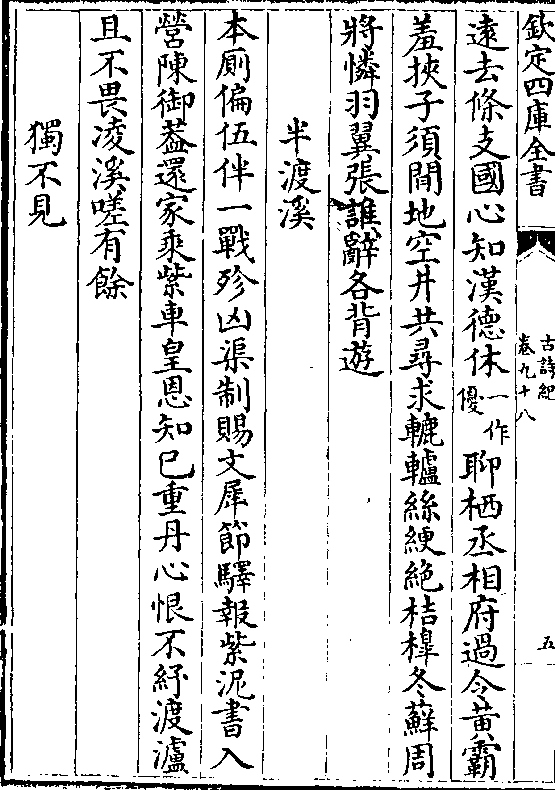 欽定四庫全書
古詩紀
卷九十八
五
遠去條支國心知漢德休一作優聊栖丞相府過令黄霸
羞挾子須閒地空井共尋求轆轤絲綆絶桔橰冬蘚周
將憐羽翼張誰辭各背遊
半渡溪
本厠偏伍伴一戰殄凶渠制賜文犀節驛報紫泥書入
營陳御葢還家乘紫車皇恩知已重丹心恨不紓渡瀘
且不畏凌溪嗟有餘
獨不見